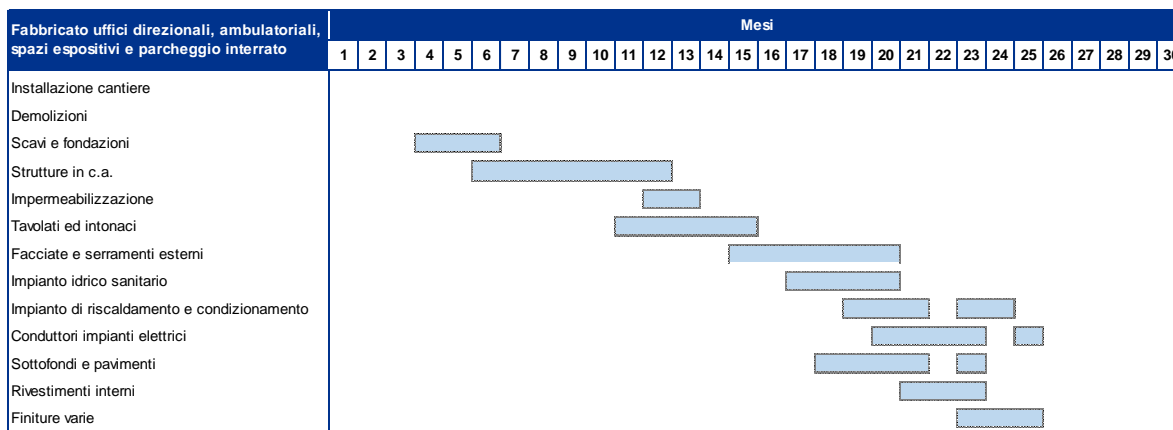 Fabbricato uffici direzionali, ambulatoriali,
spazi espositivi e parcheggio interrato
Mesi
1 2 3 4 5 6 7 8 9 10 11 12 13 14 15 16 17 18 19 20 21 22 23 24 25 26 27 28 29 30
Installazione cantiere
Demolizioni
Scavi e fondazioni
Strutture in c.a.
Impermeabilizzazione
Tavolati ed intonaci
Facciate e serramenti esterni
Impianto idrico sanitario
Impianto di riscaldamento e condizionamento
Conduttori impianti elettrici
Sottofondi e pavimenti
Rivestimenti interni
Finiture varie